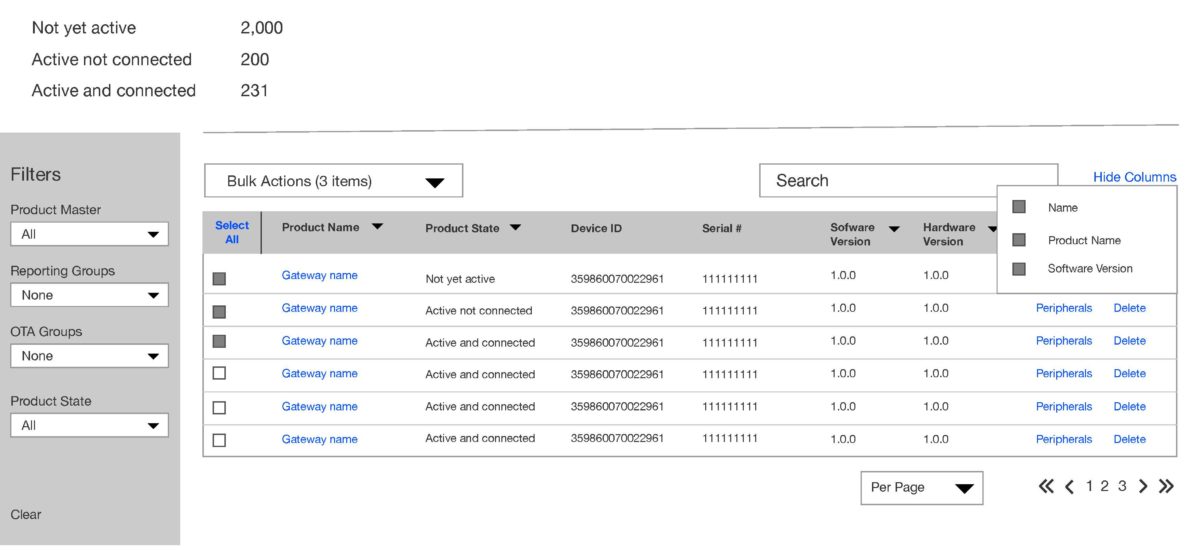 Not yet active 2,000
Active not connected 200
Active and connected 231
Filters
Product Master
All
Reporting Groups
None
OTA Groups
None
Product State
All
Clear
Bulk Actions (3 items)
Search
Hide Columns
Name
Product Name
Software Version
Select All Product Name Product State Device ID Serial # Sofware Version Hardware Version
Gateway name Not yet active 359860070022961 111111111 1.0.0 1.0.0
Gateway name Active not connected 359860070022961 111111111 1.0.0 1.0.0 Peripherals Delete
Gateway name Active and connected 359860070022961 111111111 1.0.0 1.0.0 Peripherals Delete
Gateway name Active and connected 359860070022961 111111111 1.0.0 1.0.0 Peripherals Delete
Gateway name Active and connected 359860070022961 111111111 1.0.0 1.0.0 Peripherals Delete
Gateway name Active and connected 359860070022961 111111111 1.0.0 1.0.0 Peripherals Delete
Per Page
1 2 3